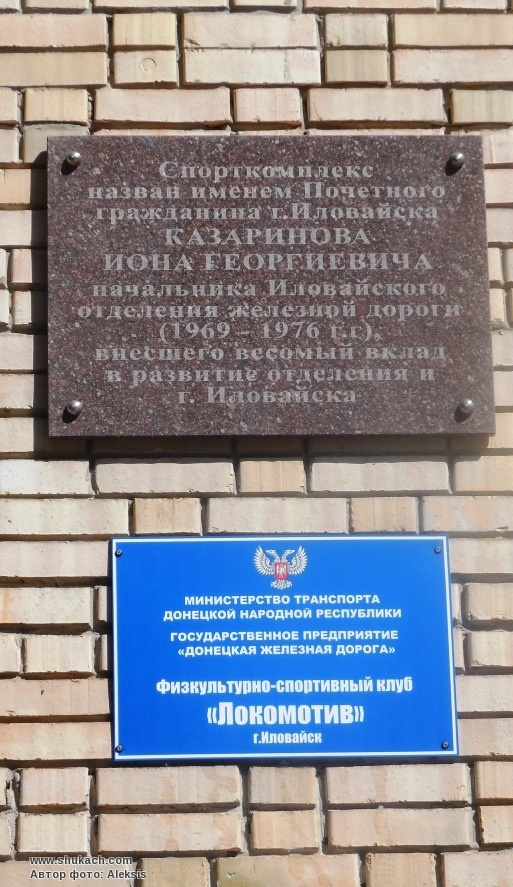 Спорткомплекс
назван именем Почетного
гражданина г.Иловайска
КАЗАРИНОВА
ИОНА ГЕОРГИЕВИЧА
начальника Иловайского
отделения железной дороги
(1969 – 1976 г.г),
внесшего весомый вклад
в развитие отделения и
г. Иловайска
МИНИСТЕРСТВО ТРАНСПОРТА
ДОНЕЦКОЙ НАРОДНОЙ РЕСПУБЛИКИ
ГОСУДАРСТВЕННОЕ ПРЕДПРИЯТИЕ
«ДОНЕЦКАЯ ЖЕЛЕЗНАЯ ДОРОГА»
Физкультурно-спортивный клуб
«Локомотив»
г.Иловайск
www.shukach.com
Автор фото: Aleksis